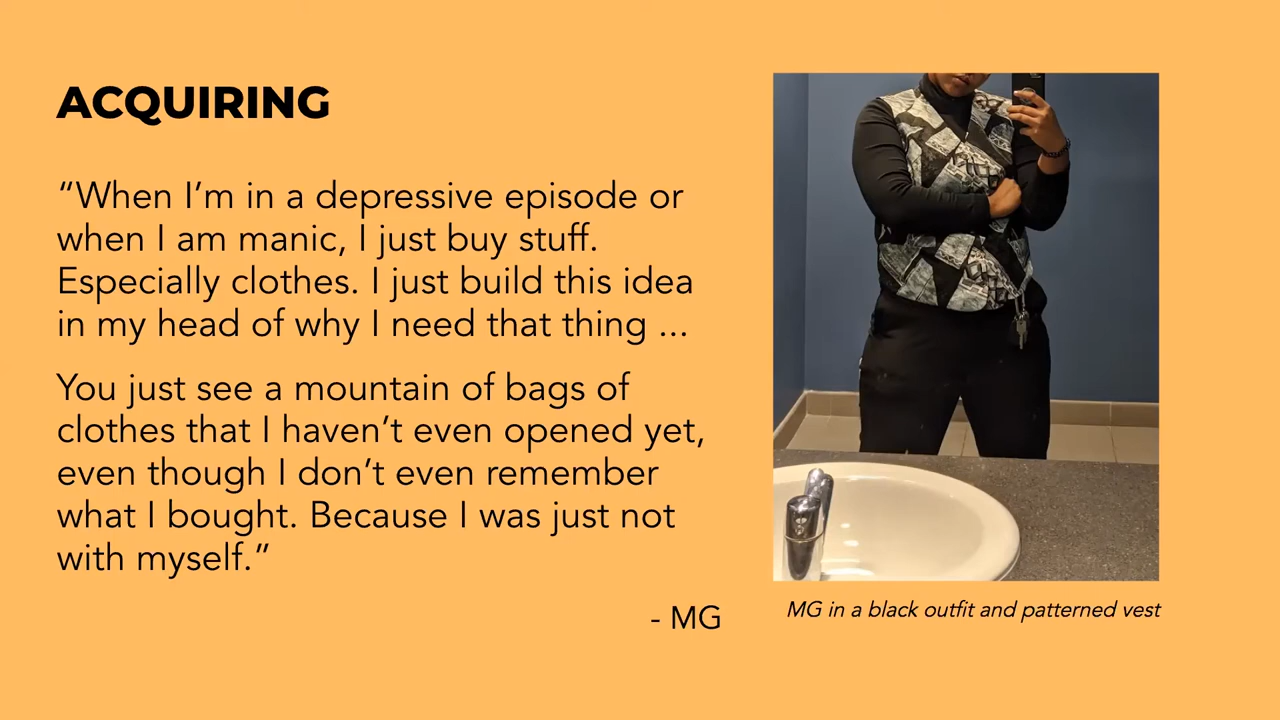 ACQUIRING
“When I’m in a depressive episode or
when I am manic, I just buy stuff.
Especially clothes. I just build this idea
in my head of why I need that thing ...
You just see a mountain of bags of
clothes that I haven’t even opened yet,
even though I don’t even remember
what I bought. Because I was just not
with myself.”
- MG
MG in a black outfit and patterned vest